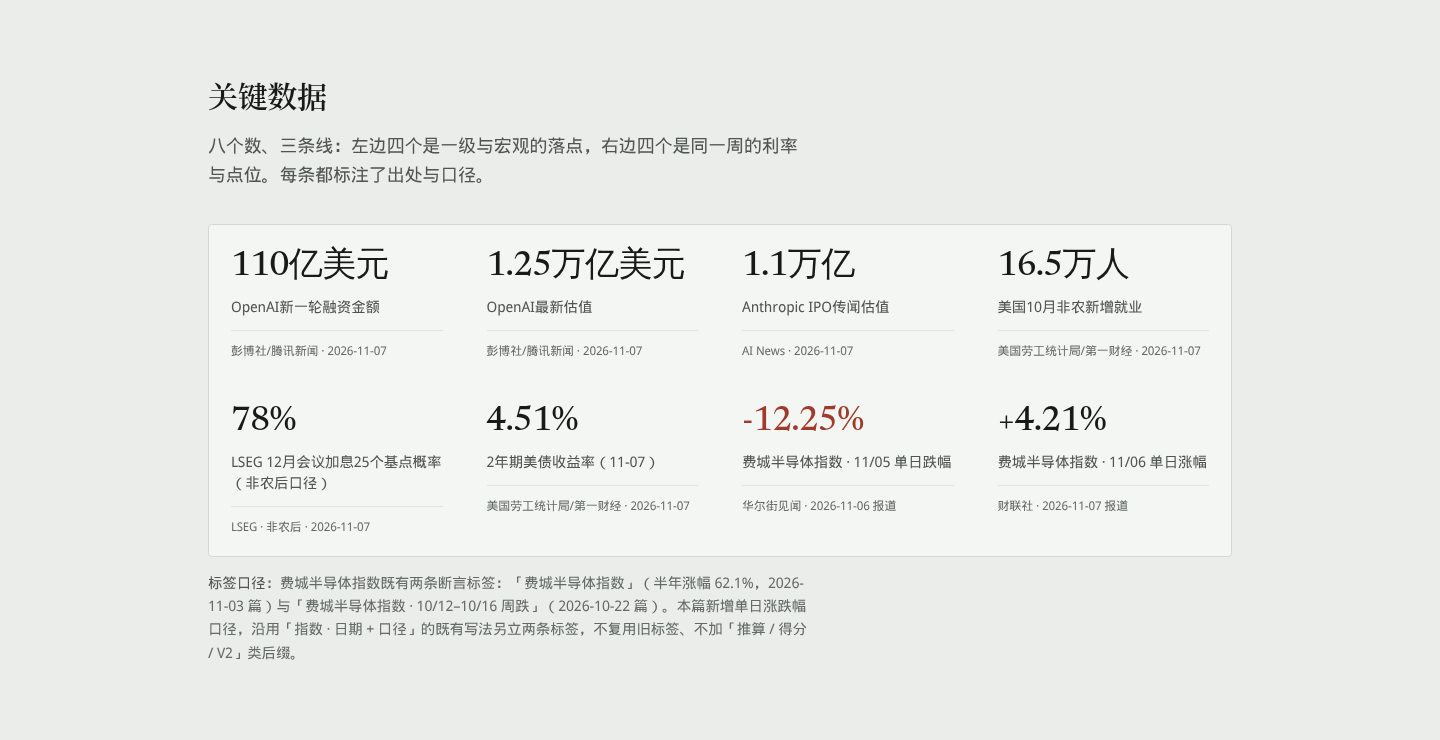 关键数据
八个数、三条线：左边四个是一级与宏观的落点，右边四个是同一周的利率
与点位。每条都标注了出处与口径。
110亿美元
OpenAI新一轮融资金额
彭博社/腾讯新闻 · 2026-11-07
1.25万亿美元
OpenAI最新估值
彭博社/腾讯新闻 · 2026-11-07
1.1万亿
Anthropic IPO传闻估值
AI News · 2026-11-07
16.5万人
美国10月非农新增就业
美国劳工统计局/第一财经 · 2026-11-07
78%
LSEG 12月会议加息25个基点概率
（非农后口径）
LSEG · 非农后 · 2026-11-07
4.51%
2年期美债收益率（11-07）
美国劳工统计局/第一财经 · 2026-11-07
-12.25%
费城半导体指数 · 11/05 单日跌幅
华尔街见闻 · 2026-11-06 报道
+4.21%
费城半导体指数 · 11/06 单日涨幅
财联社 · 2026-11-07 报道
标签口径：费城半导体指数既有两条断言标签：「费城半导体指数」（半年涨幅 62.1%，2026-
11-03 篇）与「费城半导体指数 · 10/12–10/16 周跌」（2026-10-22 篇）。本篇新增单日涨跌幅
口径，沿用「指数 · 日期 + 口径」的既有写法另立两条标签，不复用旧标签、不加「推算 / 得分
/ V2」类后缀。